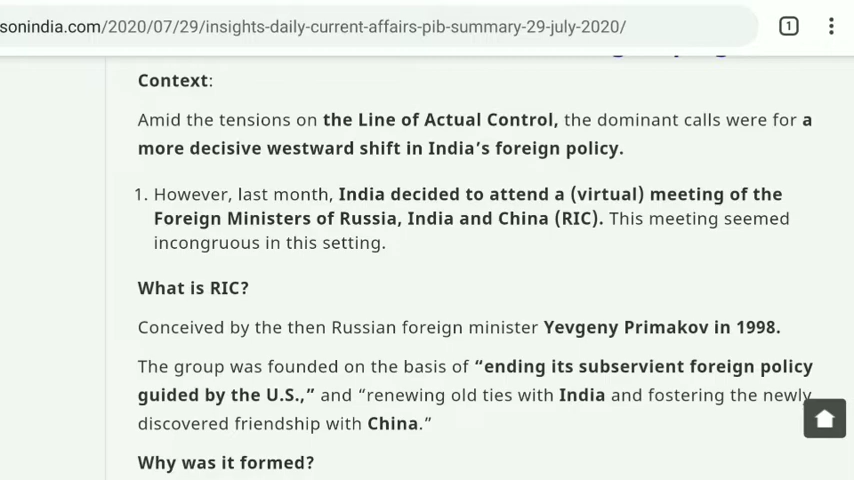 sonindia.com/2020/07/29/insights-daily-current-affairs-pib-summary-29-july-2020/
1
Context:
Amid the tensions on the Line of Actual Control, the dominant calls were for a
more decisive westward shift in India's foreign policy.
1. However, last month, India decided to attend a (virtual) meeting of the
Foreign Ministers of Russia, India and China (RIC). This meeting seemed
incongruous in this setting.
What is RIC?
Conceived by the then Russian foreign minister Yevgeny Primakov in 1998.
The group was founded on the basis of “ending its subservient foreign policy
guided by the U.S.,” and “renewing old ties with India and fostering the newly
discovered friendship with China.”
Why was it formed?